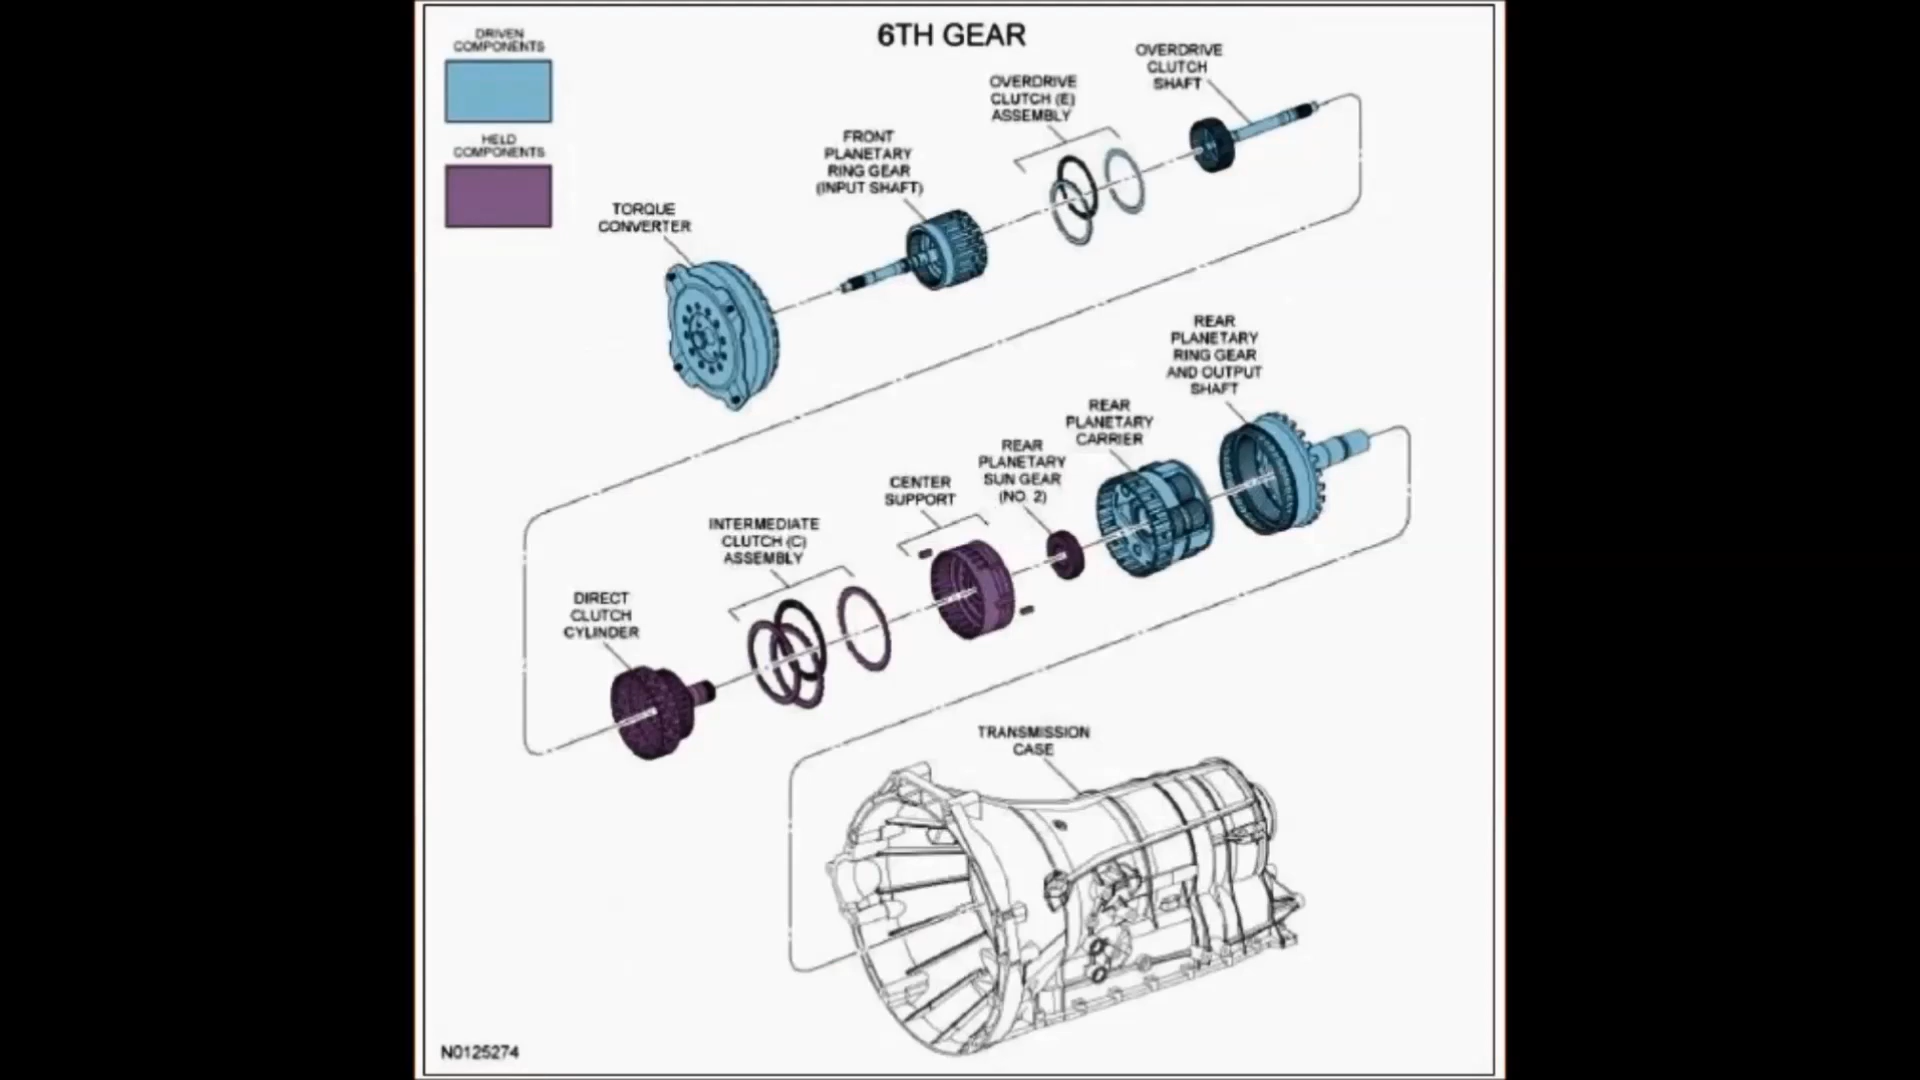 6TH GEAR
DRIVEN
COMPONENTS
HELD
COMPONENTS
OVERDRIVE
CLUTCH
SHAFT
OVERDRIVE
CLUTCH (E)
ASSEMBLY
FRONT
PLANETARY
RING GEAR
(INPUT SHAFT)
TORQUE
CONVERTER
REAR
PLANETARY
RING GEAR
AND OUTPUT
SHAFT
REAR
PLANETARY
CARRIER
REAR
PLANETARY
SUN GEAR
(NO. 2)
CENTER
SUPPORT
INTERMEDIATE
CLUTCH (C)
ASSEMBLY
DIRECT
CLUTCH
CYLINDER
TRANSMISSION
CASE
N0125274